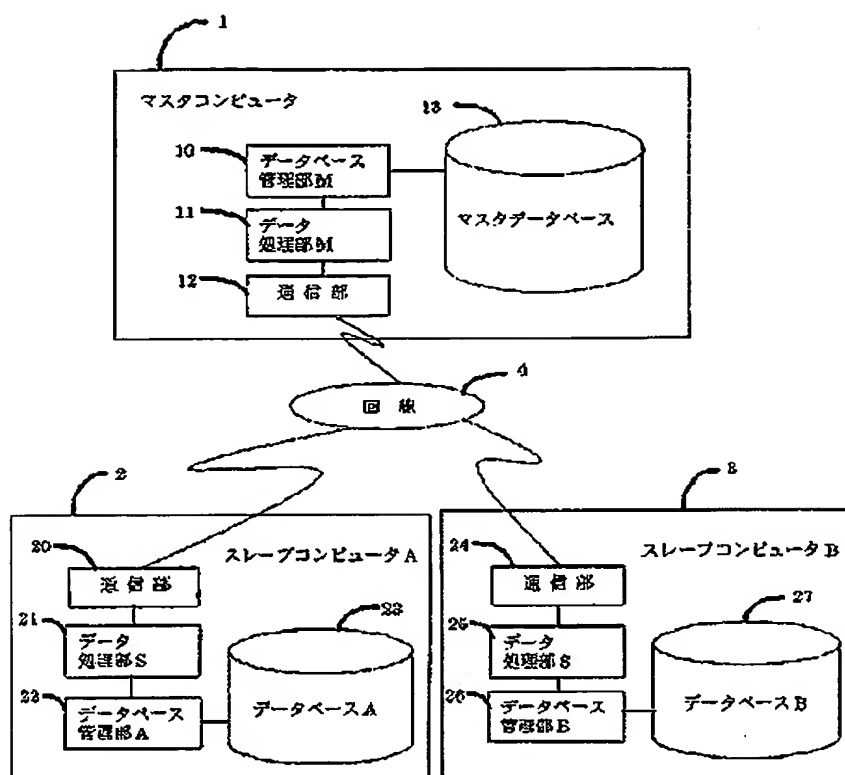 1
マスタコンピュータ
13
10
データベース
管理部M
11
データ
処理部M
マスタデータベース
12
通信部
4
回線
2
3
20
スレーブコンピュータA
通信部
24
スレーブコンピュータB
通信部
21
データ
処理部S
23
25
データ
処理部S
27
22
データベース
管理部A
データベースA
26
データベース
管理部B
データベースB